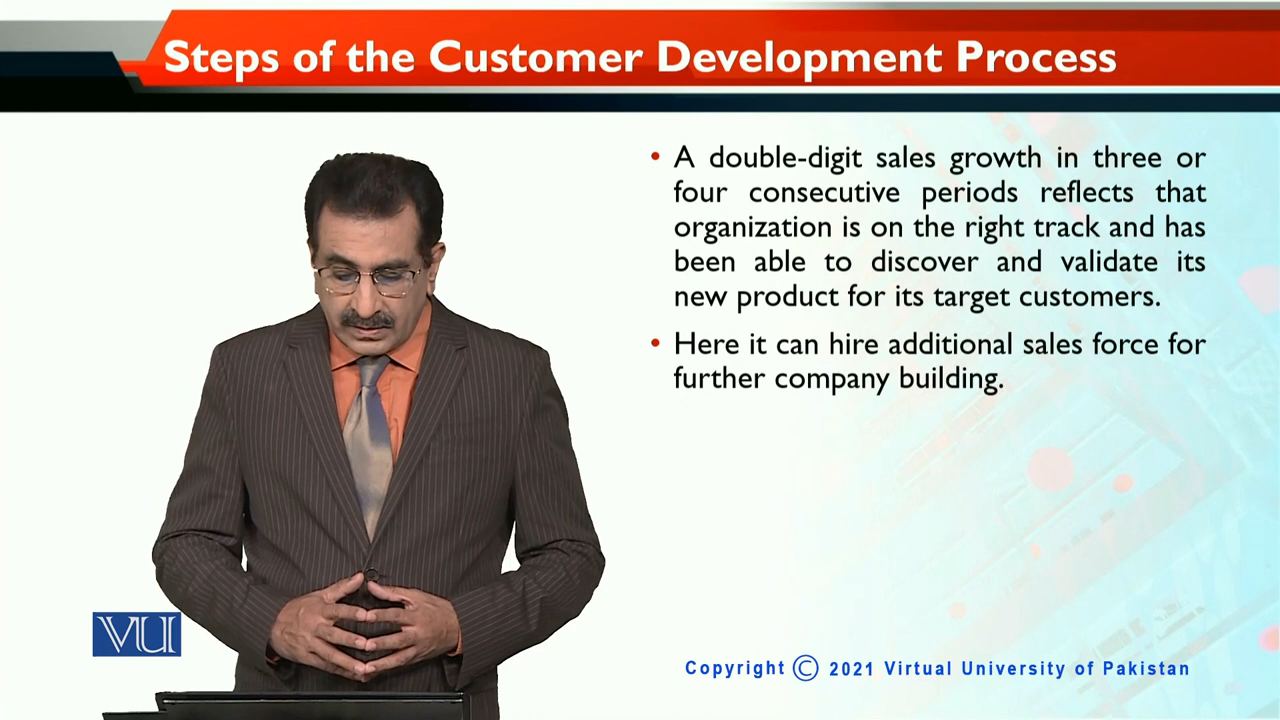 Steps of the Customer Development Process
• A double-digit sales growth in three or
four consecutive periods reflects that
organization is on the right track and has
been able to discover and validate its
new product for its target customers.
• Here it can hire additional sales force for
further company building.
VU
Copyright © 2021 Virtual University of Pakistan